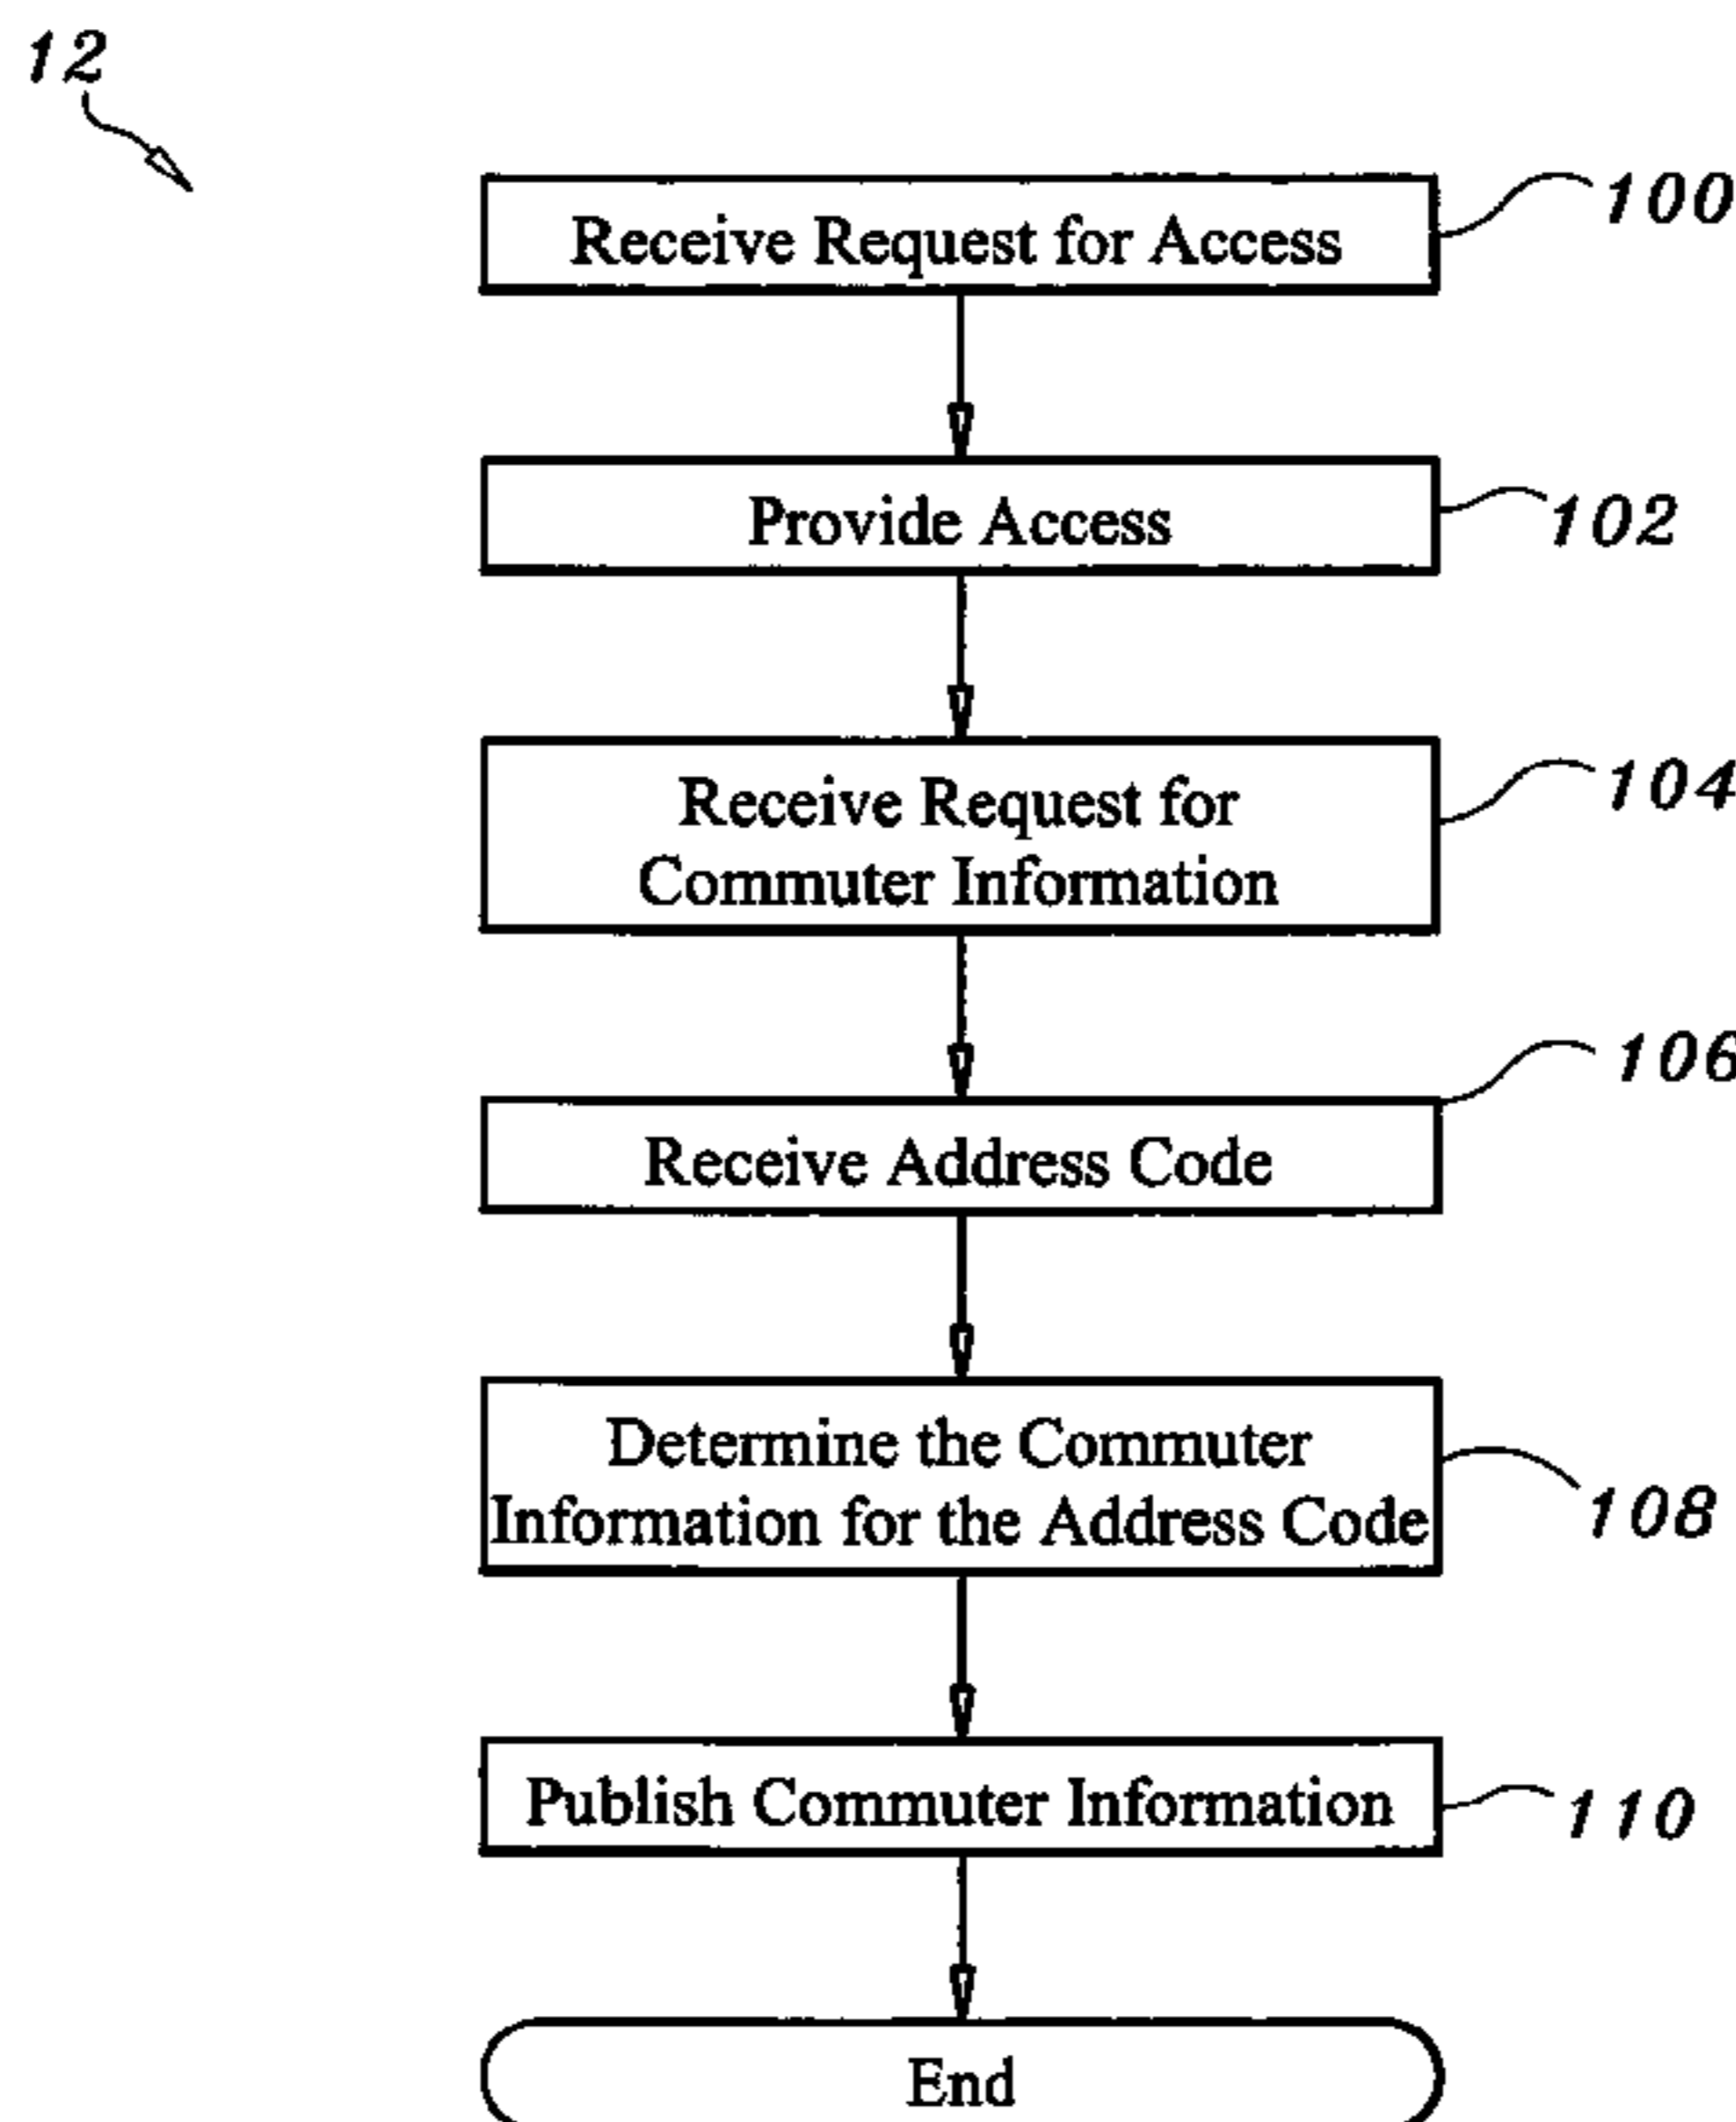 12
Receive Request for Access
100
Provide Access
102
Receive Request for
Commuter Information
104
106
Receive Address Code
Determine the Commuter
Information for the Address Code
108
Publish Commuter Information
110
End